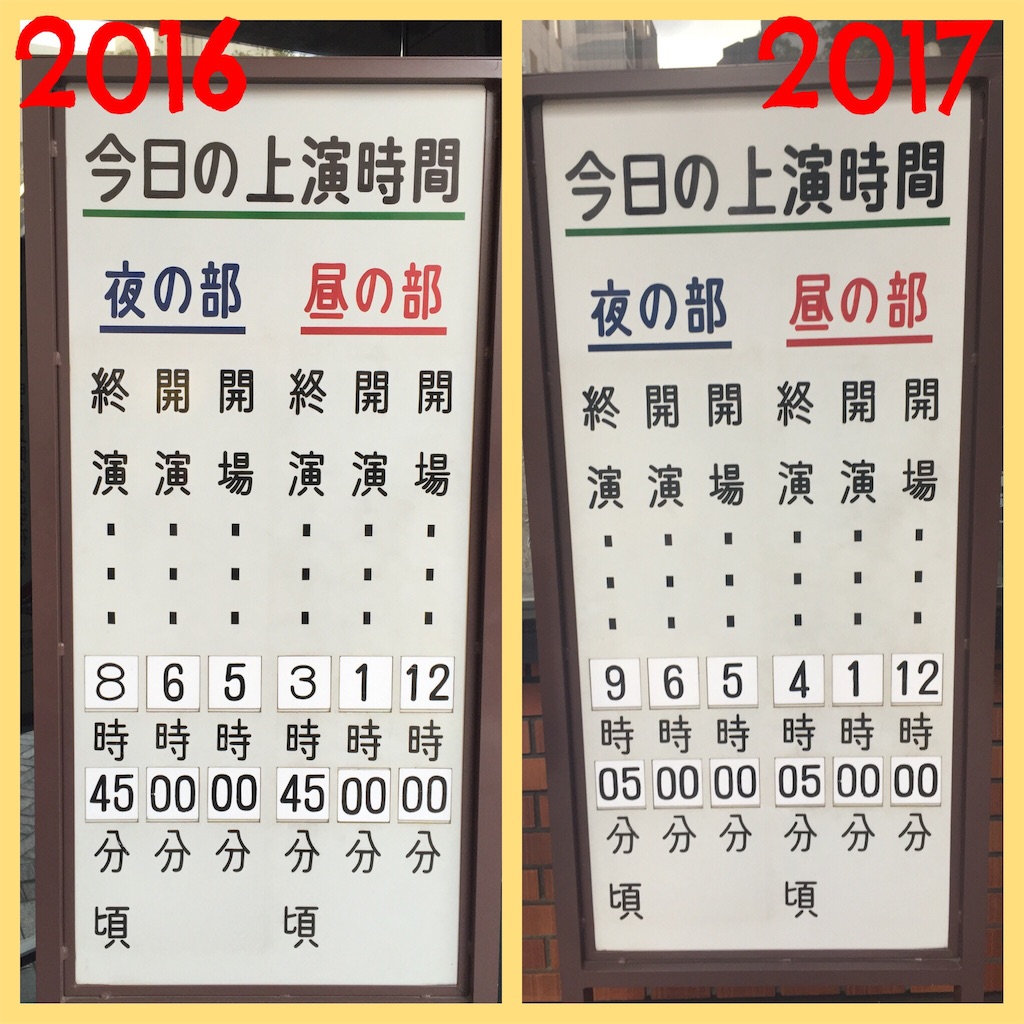 2016
今日の上演時間
昼の部
開場・・・12時00分
開演・・・1時00分
終演・・・3時45分頃
夜の部
開場・・・5時00分
開演・・・6時00分
終演・・・8時45分頃
2017
今日の上演時間
昼の部
開場・・・12時00分
開演・・・1時00分
終演・・・4時05分頃
夜の部
開場・・・5時00分
開演・・・6時00分
終演・・・9時05分頃